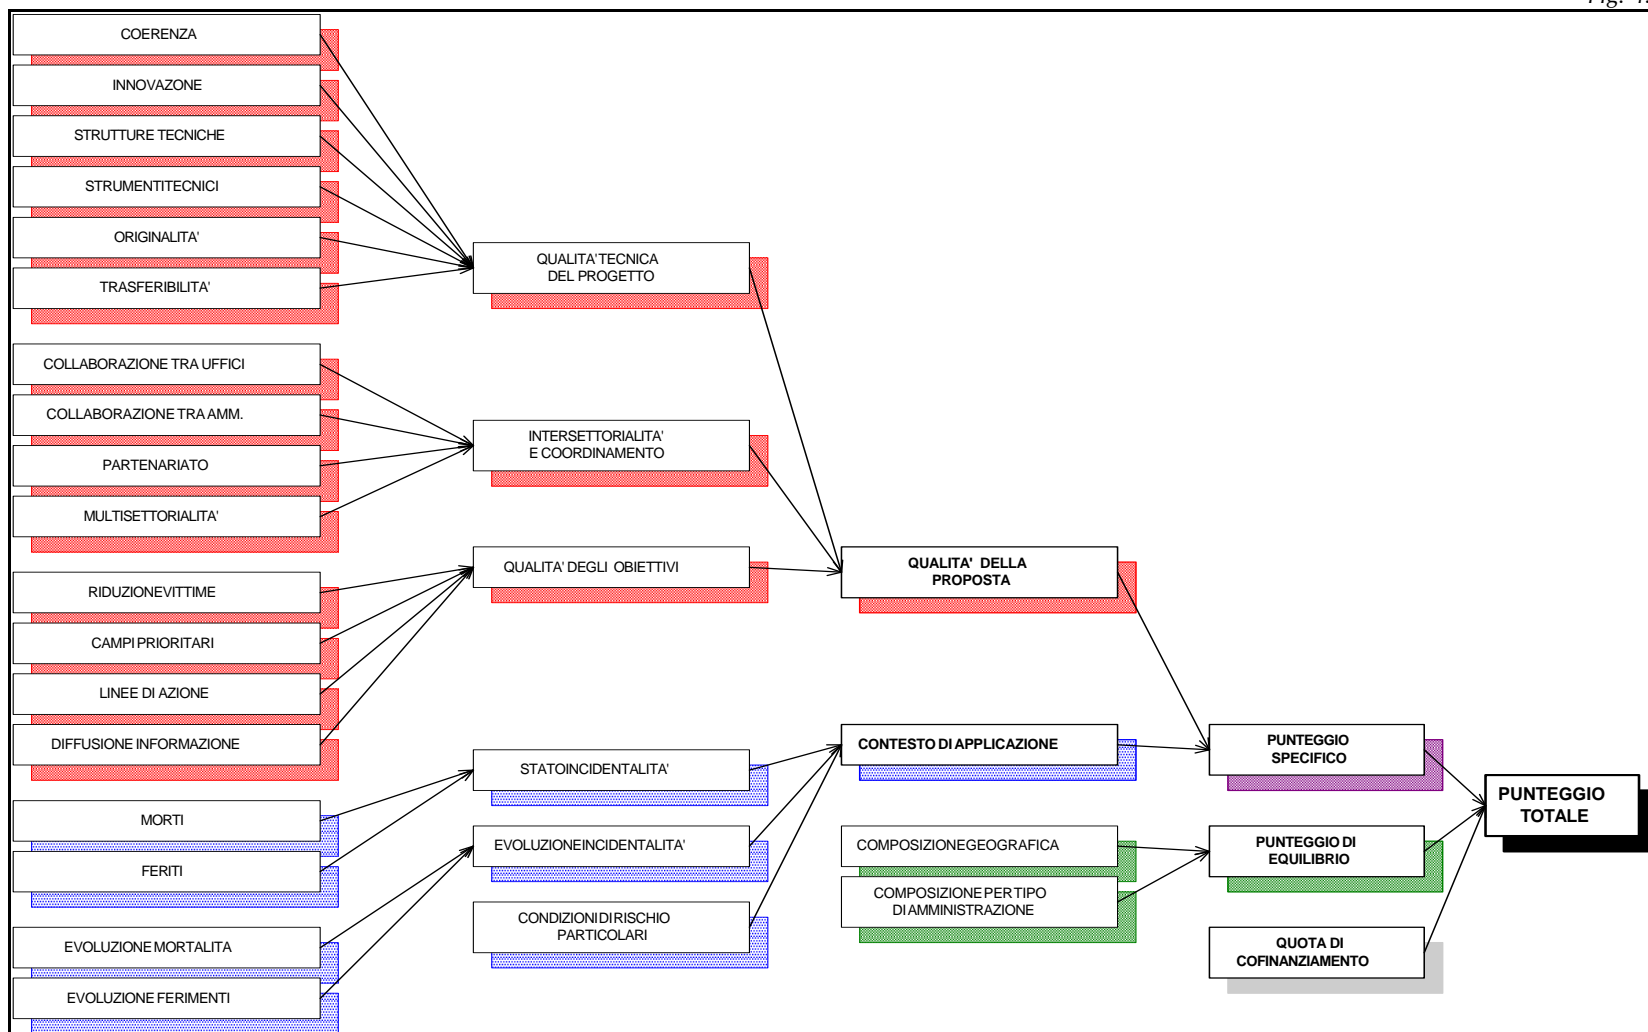 COERENZA
INNOVAZONE
STRUTTURE TECNICHE
STRUMENTITECNICI
ORIGINALITA'
TRASFERIBILITA'
QUALITA'TECNICA
DEL PROGETTO
COLLABORAZIONE TRA UFFICI
COLLABORAZIONE TRA AMM.
PARTENARIATO
MULTISETTORIALITA'
INTERSETTORIALITA'
E COORDINAMENTO
RIDUZIONEVITTIME
CAMPI PRIORITARI
LINEE DI AZIONE
DIFFUSIONE INFORMAZIONE
QUALITA' DEGLI OBIETTIVI
QUALITA' DELLA
PROPOSTA
MORTI
FERITI
EVOLUZIONE MORTALITA
EVOLUZIONE FERIMENTI
STATOINCIDENTALITA'
EVOLUZIONEINCIDENTALITA'
CONDIZIONI DI RISCHIO
PARTICOLARI
CONTESTO DI APPLICAZIONE
COMPOSIZIONEGEOGRAFICA
COMPOSIZIONE PER TIPO
DI AMMINISTRAZIONE
PUNTEGGIO
SPECIFICO
PUNTEGGIO DI
EQUILIBRIO
QUOTA DI
COFINANZIAMENTO
PUNTEGGIO
TOTALE